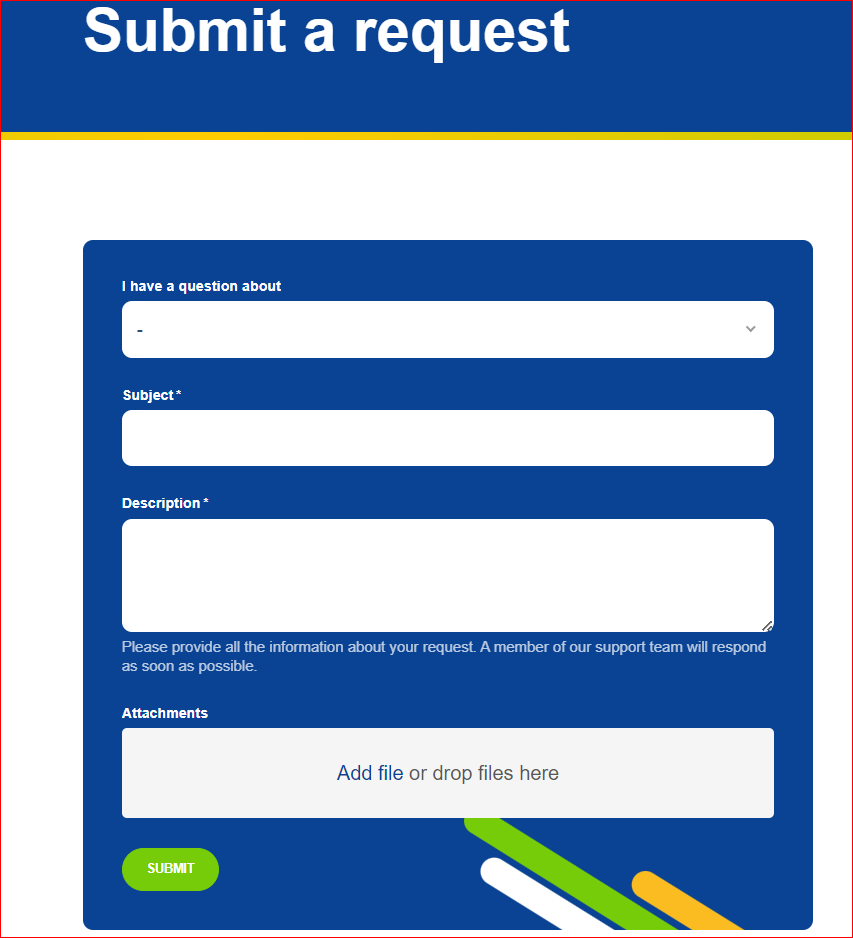 Submit a request
I have a question about
-
Subject *
Description *
Please provide all the information about your request. A member of our support team will respond
as soon as possible.
Attachments
Add file or drop files here
SUBMIT